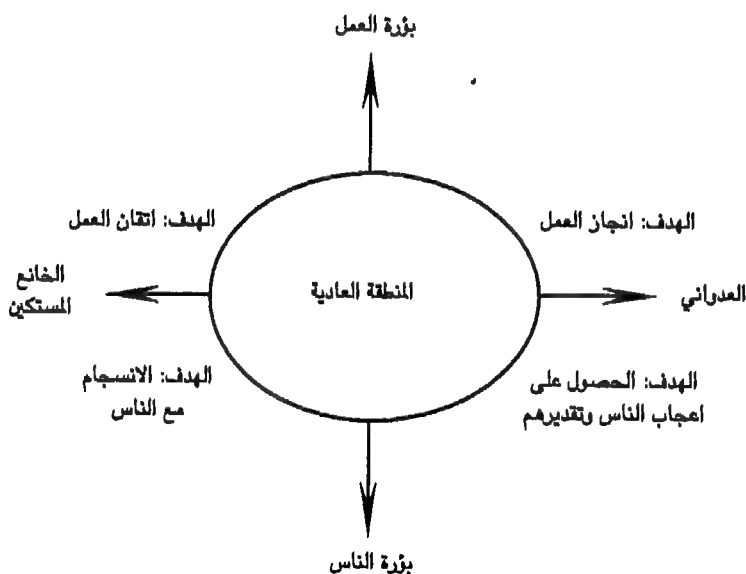 بؤرة العمل
الهدف: انجاز العمل
الهدف: اتقان العمل
العدواني
المنطقة العادية
الخانع
المستكين
الهدف: الحصول على
اعجاب الناس وتقديرهم
الهدف: الانسجام
مع الناس
بؤرة الناس